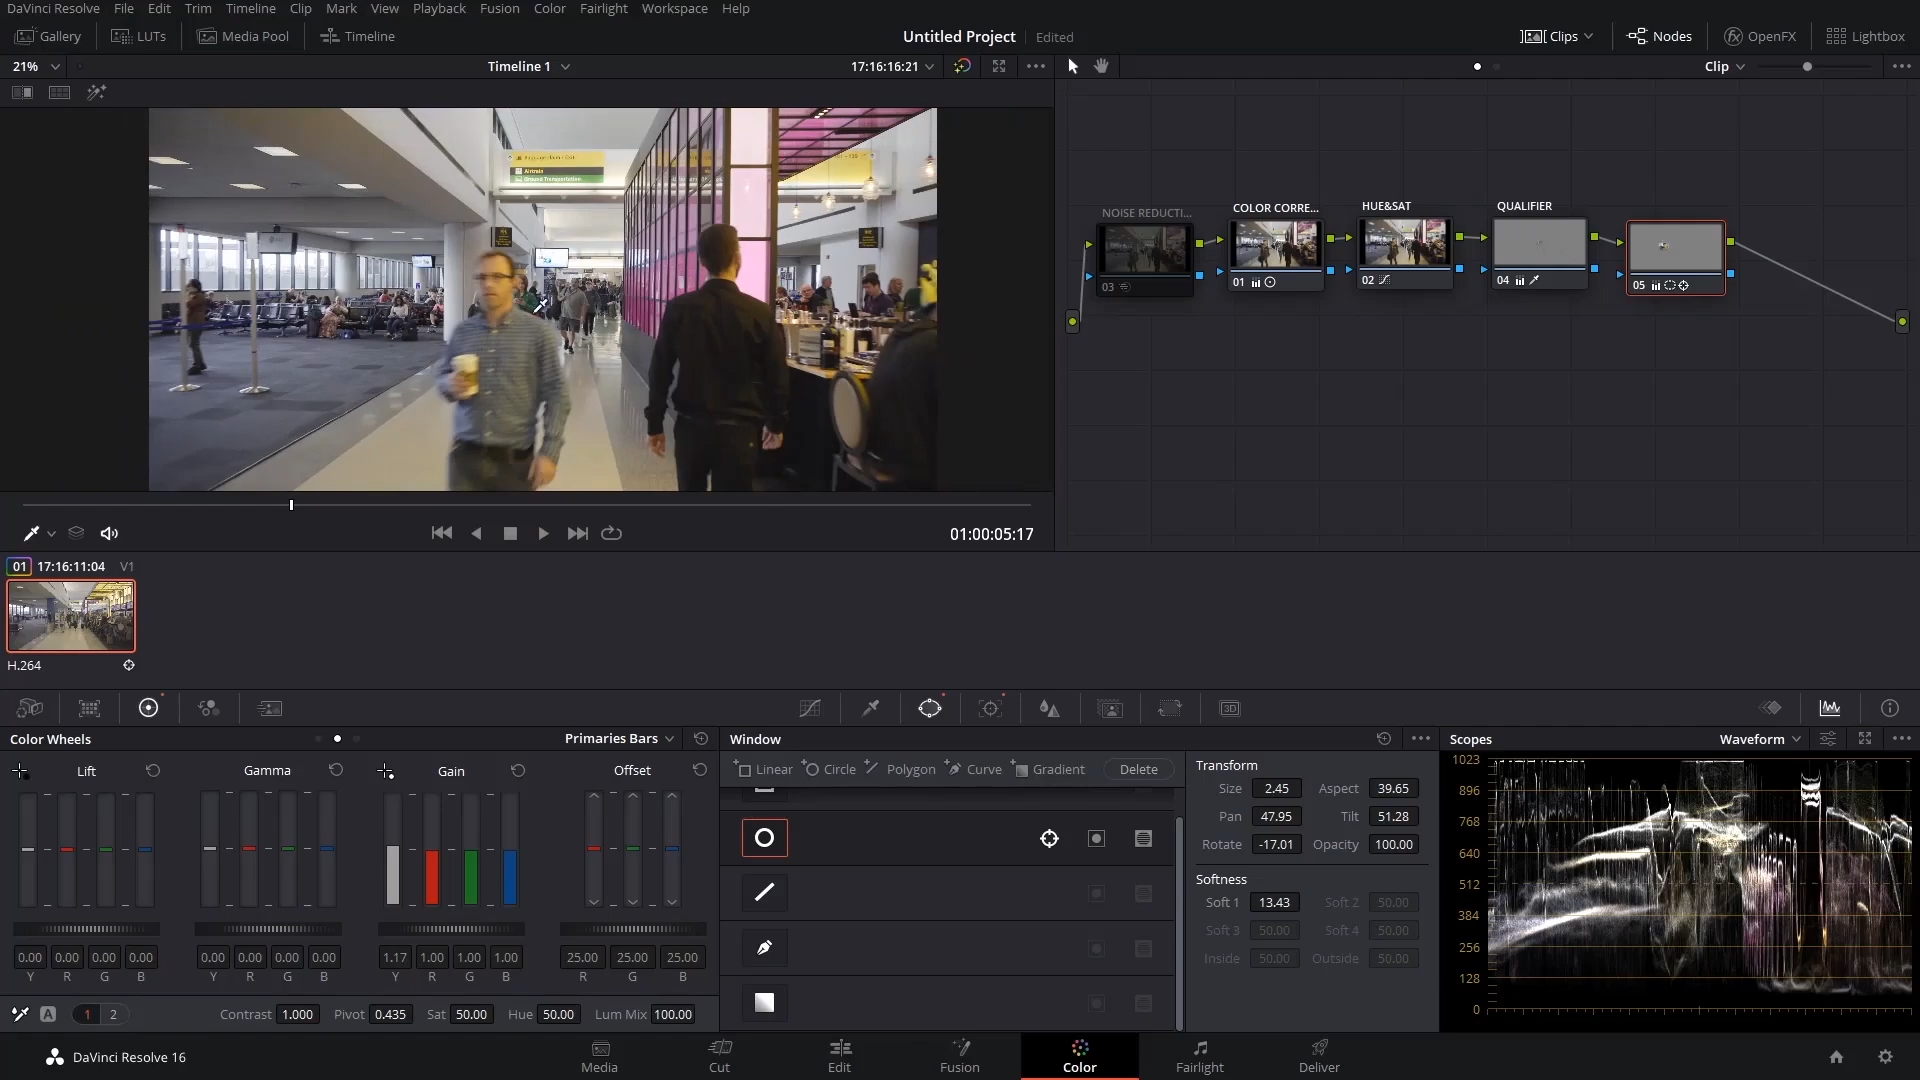 DaVinci Resolve File Edit Trim Timeline Clip Mark View Playback Fusion Color Fairlight Workspace Help
Gallery LUTs Media Pool Timeline Untitled Project Edited Clips Nodes OpenFX Lightbox
21% Timeline 1 17:16:16:21 Clip
Airtrain
Ground Transportation
NOISE REDUCTI... COLOR CORRE... HUE&SAT QUALIFIER
03 01 02 04 05
01:00:05:17
01 17:16:11:04 V1
H.264
3D
Color Wheels Primaries Bars Window Scopes Waveform
Lift Gamma Gain Offset
Linear Circle Polygon Curve Gradient Delete
Transform
Size 2.45 Aspect 39.65
Pan 47.95 Tilt 51.28
Rotate -17.01 Opacity 100.00
Softness
Soft 1 13.43 Soft 2 50.00
Soft 3 50.00 Soft 4 50.00
Inside 50.00 Outside 50.00
1023
896
768
640
512
384
256
128
0
0.00 0.00 0.00 0.00 0.00 0.00 0.00 0.00 1.17 1.00 1.00 1.00 25.00 25.00 25.00
Y R G B Y R G B Y R G B R G B
A 1 2 Contrast 1.000 Pivot 0.435 Sat 50.00 Hue 50.00 Lum Mix 100.00
DaVinci Resolve 16 Media Cut Edit Fusion Color Fairlight Deliver